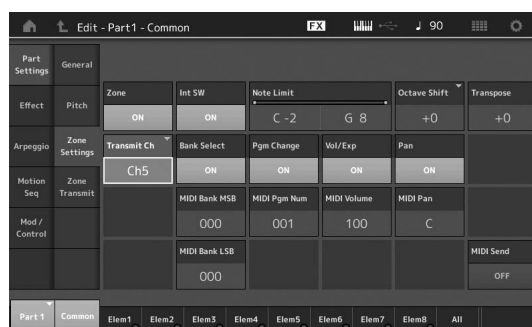 Edit - Part1 - Common FX 90
Part Settings
General
Effect
Pitch
Arpeggio
Zone Settings
Motion Seq
Zone Transmit
Mod / Control
Zone Int SW Note Limit Octave Shift Transpose
ON ON C -2 G 8 +0 +0
Transmit Ch Bank Select Pgm Change Vol/Exp Pan
Ch5 ON ON ON ON
MIDI Bank MSB MIDI Pgm Num MIDI Volume MIDI Pan
000 001 100 C
MIDI Bank LSB MIDI Send
000 OFF
Part 1 Common Elem1 Elem2 Elem3 Elem4 Elem5 Elem6 Elem7 Elem8 All